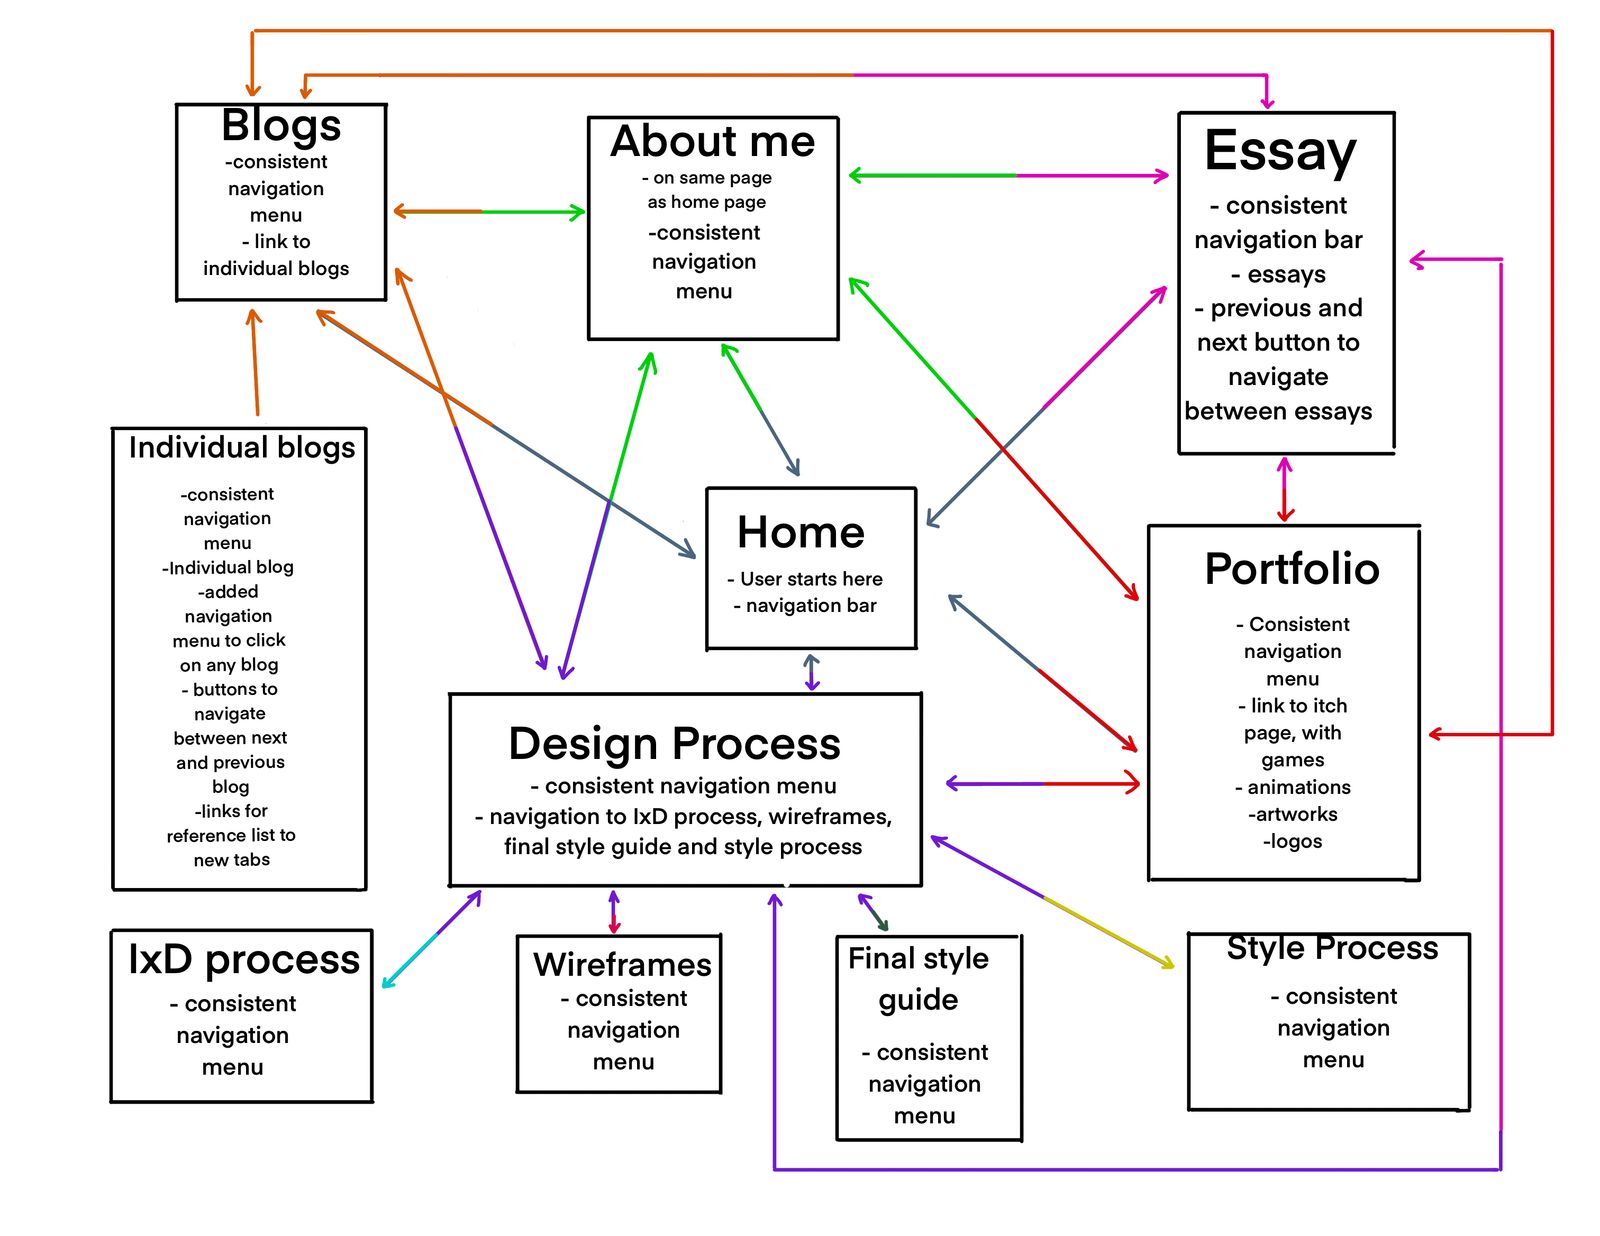 Blogs
-consistent
navigation
menu
- link to
individual blogs
About me
- on same page
as home page
-consistent
navigation
menu
Essay
- consistent
navigation bar
- essays
- previous and
next button to
navigate
between essays
Individual blogs
-consistent
navigation
menu
-Individual blog
-added
navigation
menu to click
on any blog
- buttons to
navigate
between next
and previous
blog
-links for
reference list to
new tabs
Home
- User starts here
- navigation bar
Portfolio
- Consistent
navigation
menu
- link to itch
page, with
games
- animations
-artworks
-logos
Design Process
- consistent navigation menu
- navigation to IxD process, wireframes,
final style guide and style process
IxD process
- consistent
navigation
menu
Wireframes
- consistent
navigation
menu
Final style
guide
- consistent
navigation
menu
Style Process
- consistent
navigation
menu